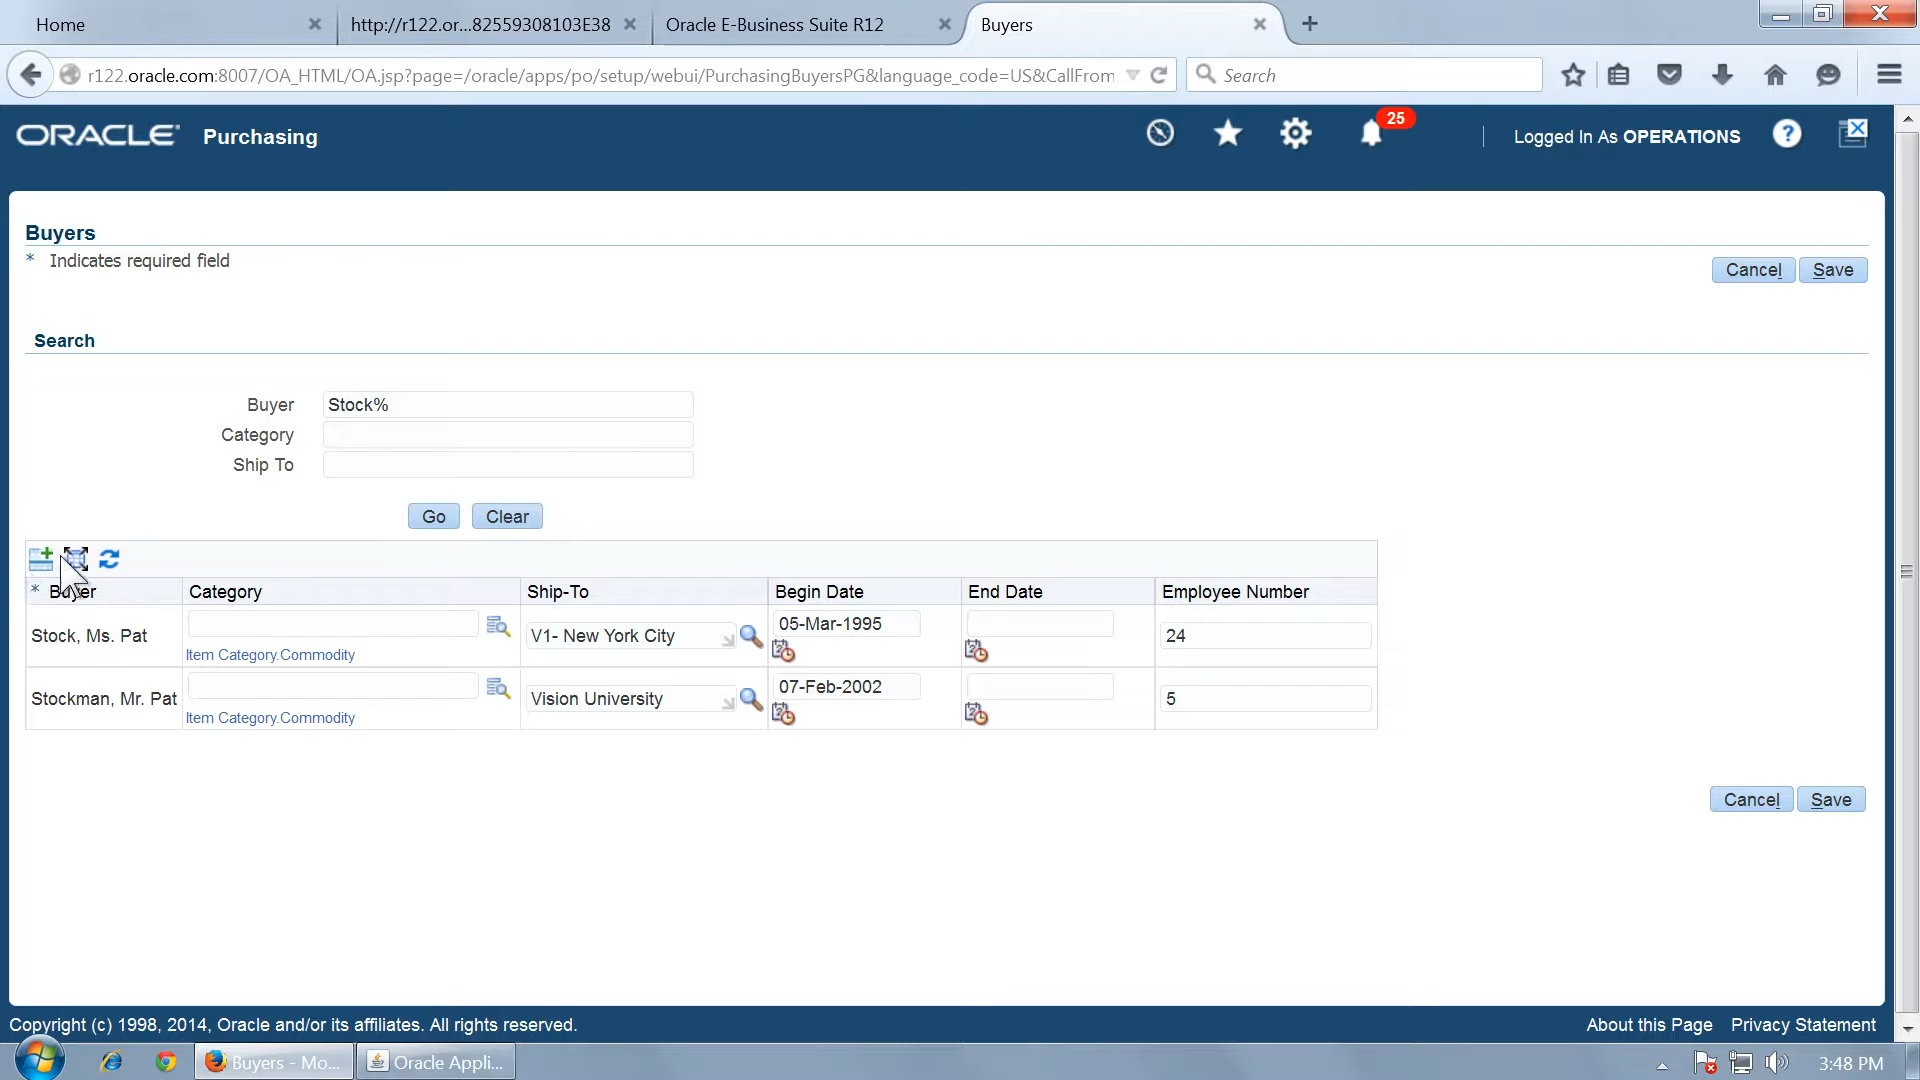 Home
http://r122.or...82559308103E38
Oracle E-Business Suite R12
Buyers
r122.oracle.com:8007/OA_HTML/OA.jsp?page=/oracle/apps/po/setup/webui/PurchasingBuyersPG&language_code=US&CallFrom
Search
ORACLE Purchasing
25
Logged In As OPERATIONS
Buyers
* Indicates required field
Cancel Save
Search
Buyer Stock%
Category
Ship To
Go Clear
* Buyer Category Ship-To Begin Date End Date Employee Number
Stock, Ms. Pat V1- New York City 05-Mar-1995 24
Item Category.Commodity
Stockman, Mr. Pat Vision University 07-Feb-2002 5
Item Category.Commodity
Cancel Save
Copyright (c) 1998, 2014, Oracle and/or its affiliates. All rights reserved.
About this Page Privacy Statement
Buyers - Mo...
Oracle Appli...
3:48 PM